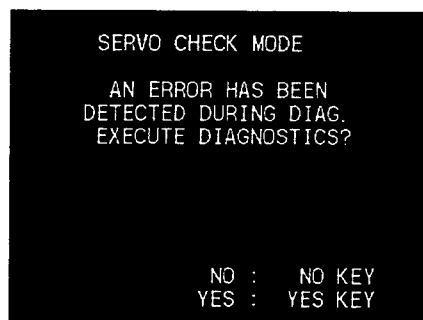 SERVO CHECK MODE
AN ERROR HAS BEEN
DETECTED DURING DIAG.
EXECUTE DIAGNOSTICS?
NO : NO KEY
YES : YES KEY